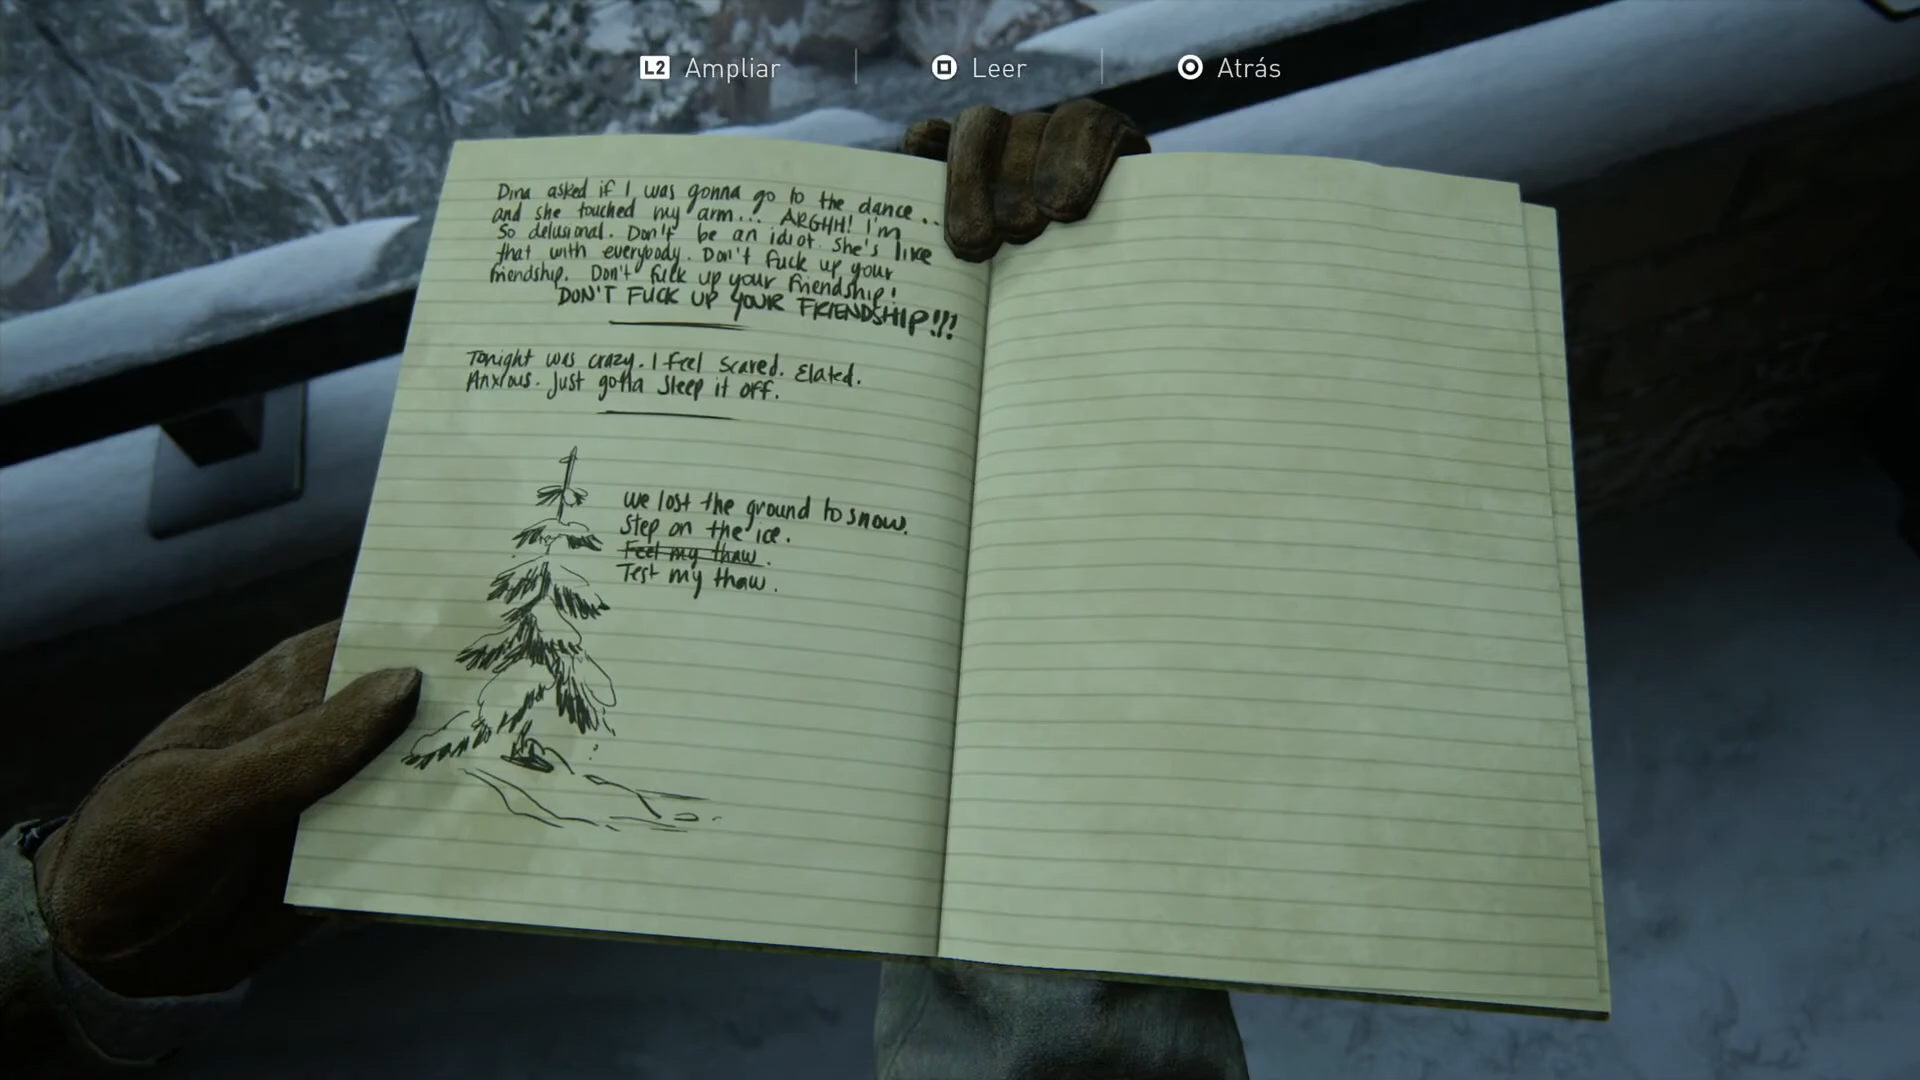 L2 Ampliar
Leer
Atrás
Dina asked if I was gonna go to the dance...
and she touched my arm... ARGHH! I'm
so delusional. Don't be an idiot. She's like
that with everybody. Don't fuck up your
friendship. Don't fuck up your friendship!
DON'T FUCK UP YOUR FRIENDSHIP!!!
Tonight was crazy. I feel scared. Elated.
Anxious. Just gotta sleep it off.
We lost the ground to snow.
Step on the ice.
Feel my thaw.
Test my thaw.